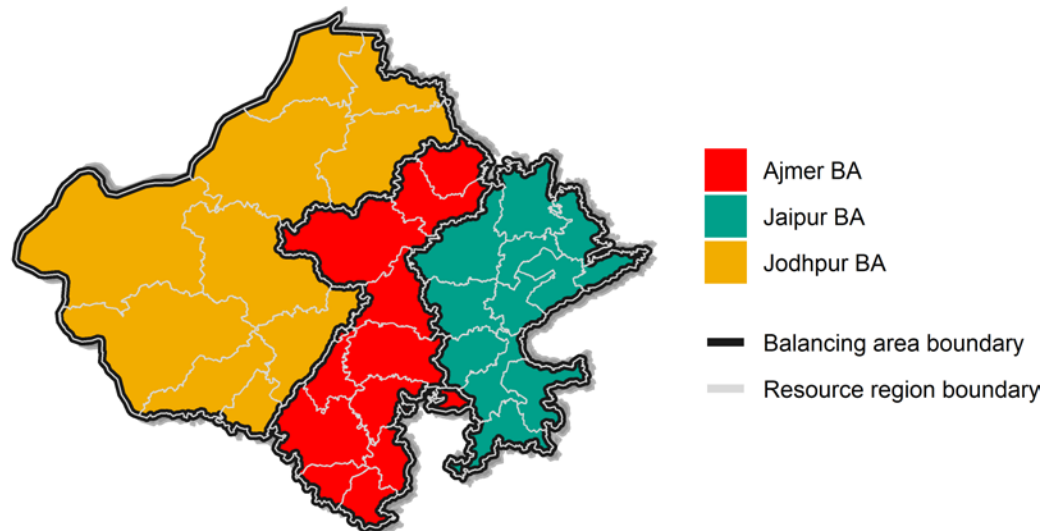 Ajmer BA
Jaipur BA
Jodhpur BA
Balancing area boundary
Resource region boundary